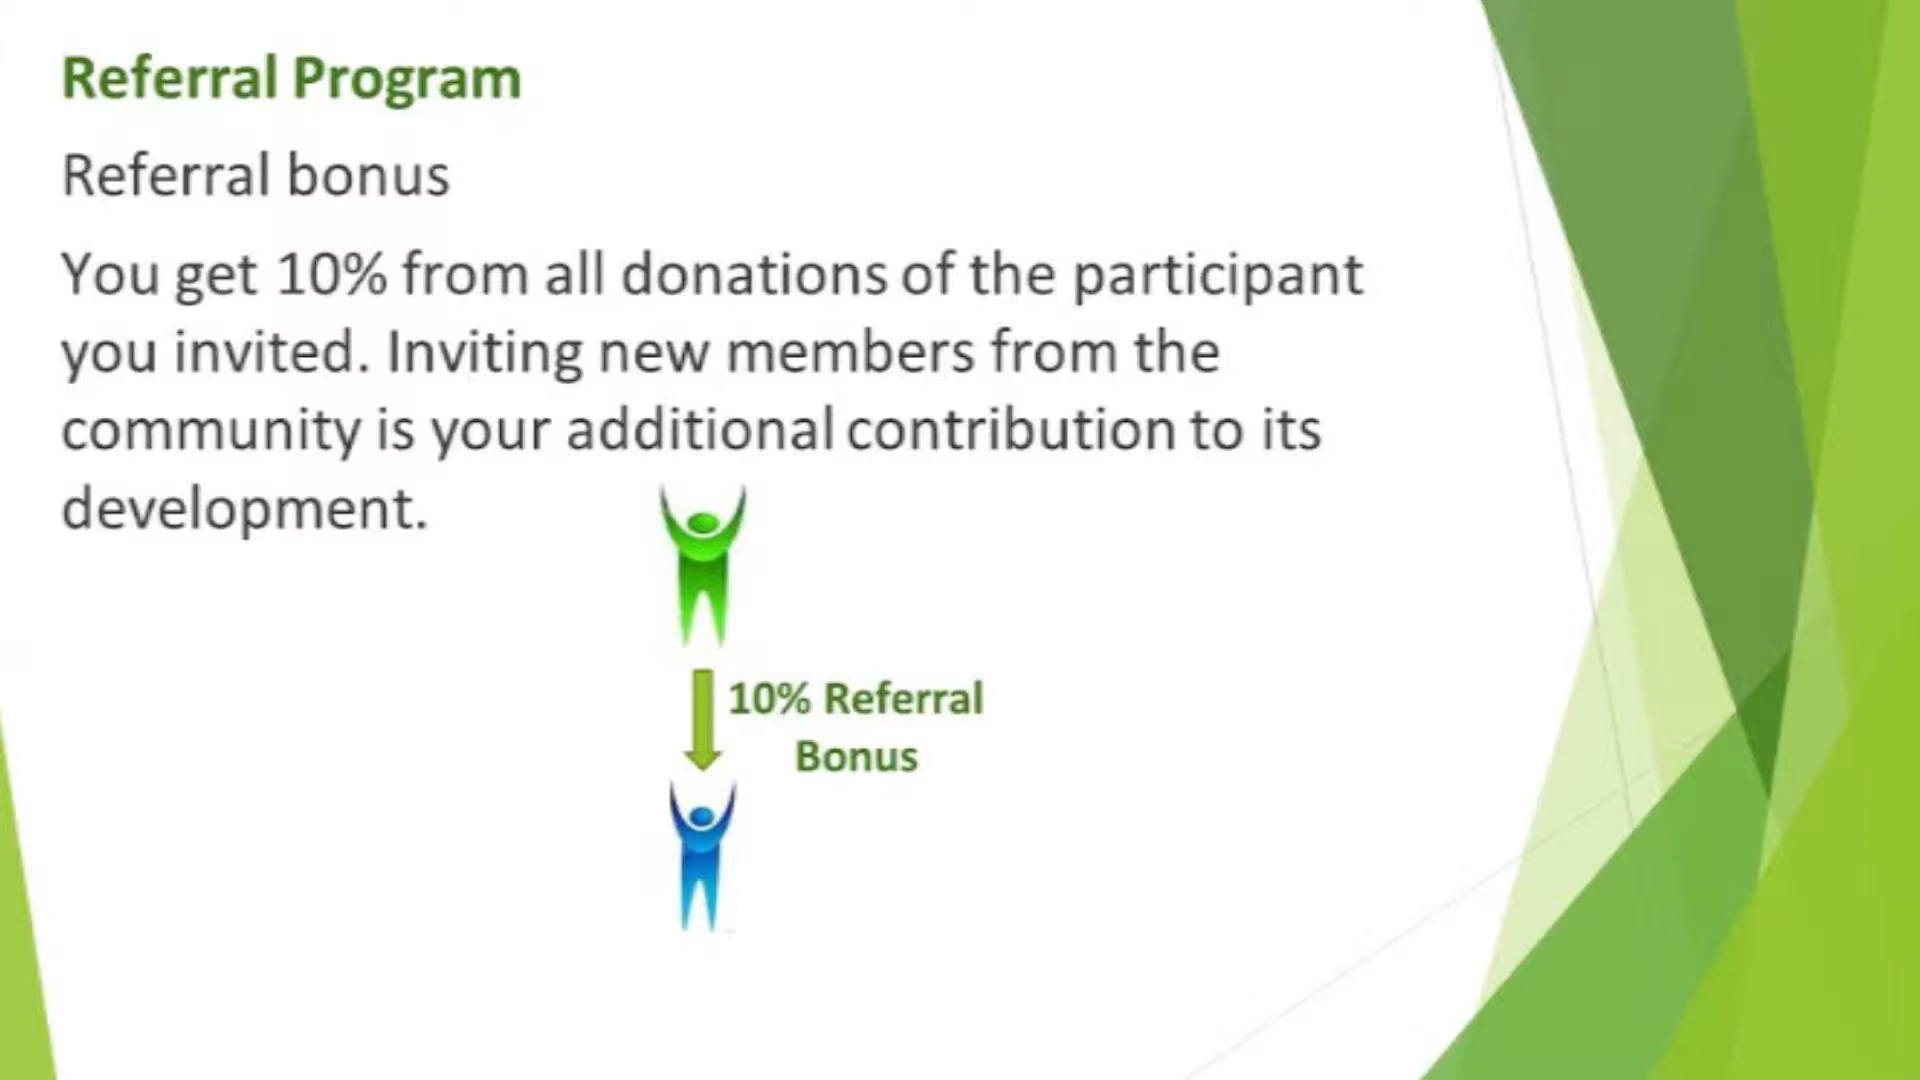 Referral Program
Referral bonus
You get 10% from all donations of the participant
you invited. Inviting new members from the
community is your additional contribution to its
development.
10% Referral
Bonus